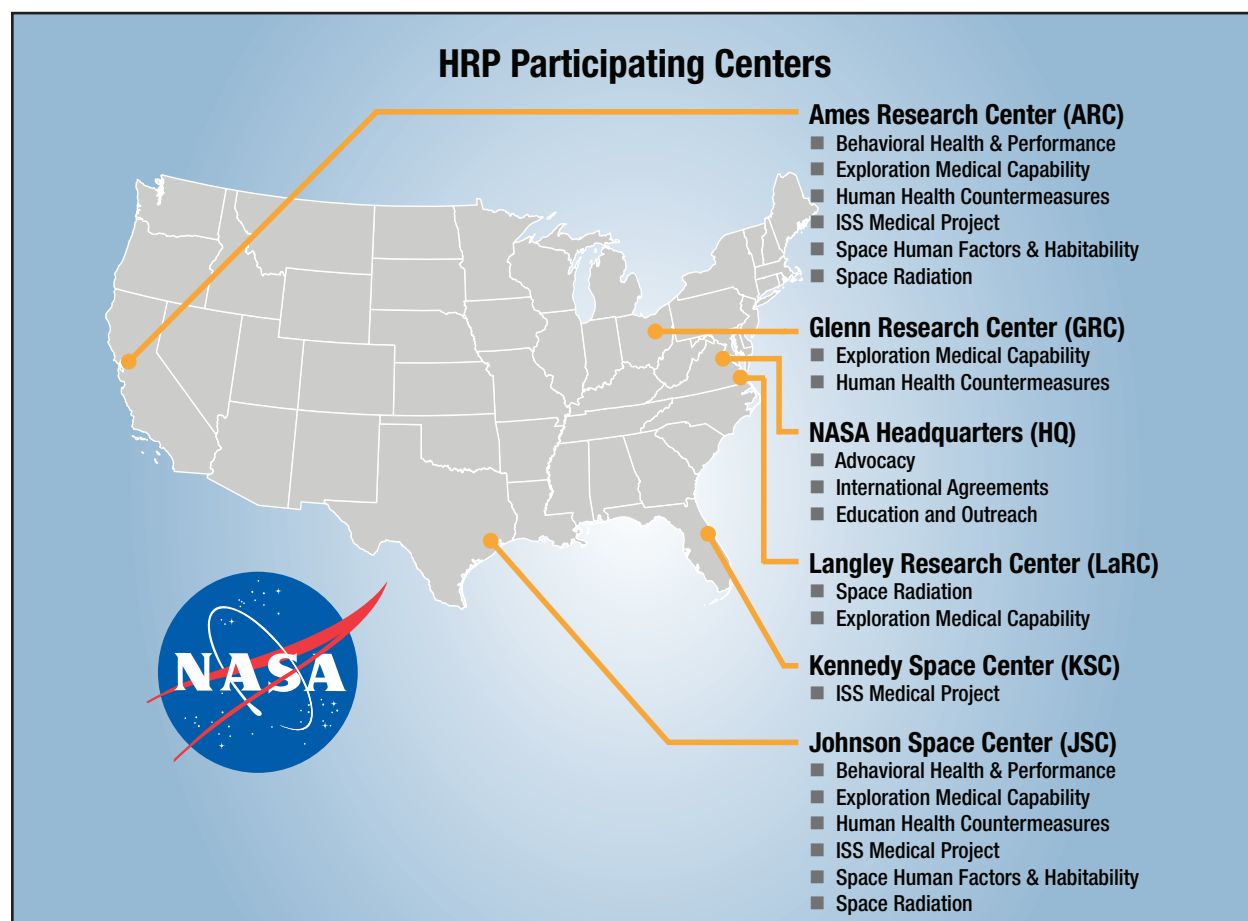 HRP Participating Centers
Ames Research Center (ARC)
Behavioral Health & Performance
Exploration Medical Capability
Human Health Countermeasures
ISS Medical Project
Space Human Factors & Habitability
Space Radiation
Glenn Research Center (GRC)
Exploration Medical Capability
Human Health Countermeasures
NASA Headquarters (HQ)
Advocacy
International Agreements
Education and Outreach
Langley Research Center (LaRC)
Space Radiation
Exploration Medical Capability
Kennedy Space Center (KSC)
ISS Medical Project
Johnson Space Center (JSC)
Behavioral Health & Performance
Exploration Medical Capability
Human Health Countermeasures
ISS Medical Project
Space Human Factors & Habitability
Space Radiation
NASA